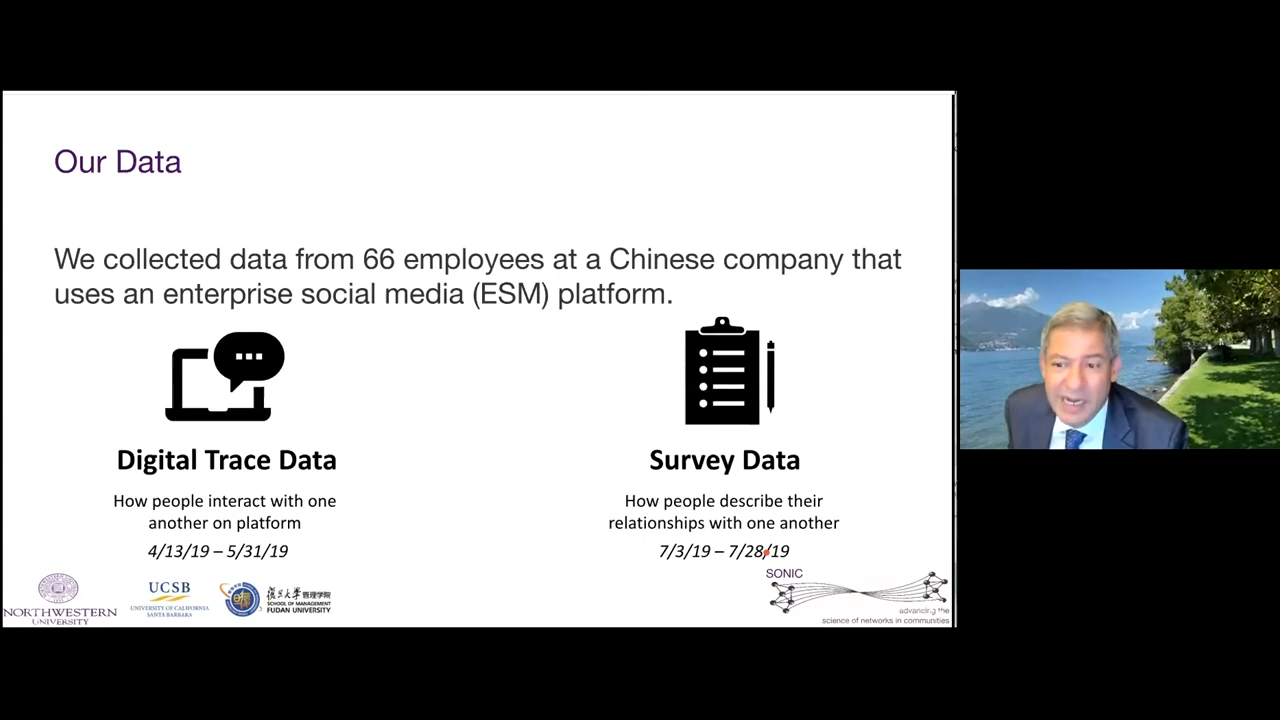 Our Data
We collected data from 66 employees at a Chinese company that
uses an enterprise social media (ESM) platform.
Digital Trace Data
How people interact with one
another on platform
4/13/19 – 5/31/19
Survey Data
How people describe their
relationships with one another
7/3/19 – 7/28/19
NORTHWESTERN
UNIVERSITY
UCSB
UNIVERSITY OF CALIFORNIA
SANTA BARBARA
復旦大學管理学院
SCHOOL OF MANAGEMENT
FUDAN UNIVERSITY
SONIC
advancing the
science of networks in communities